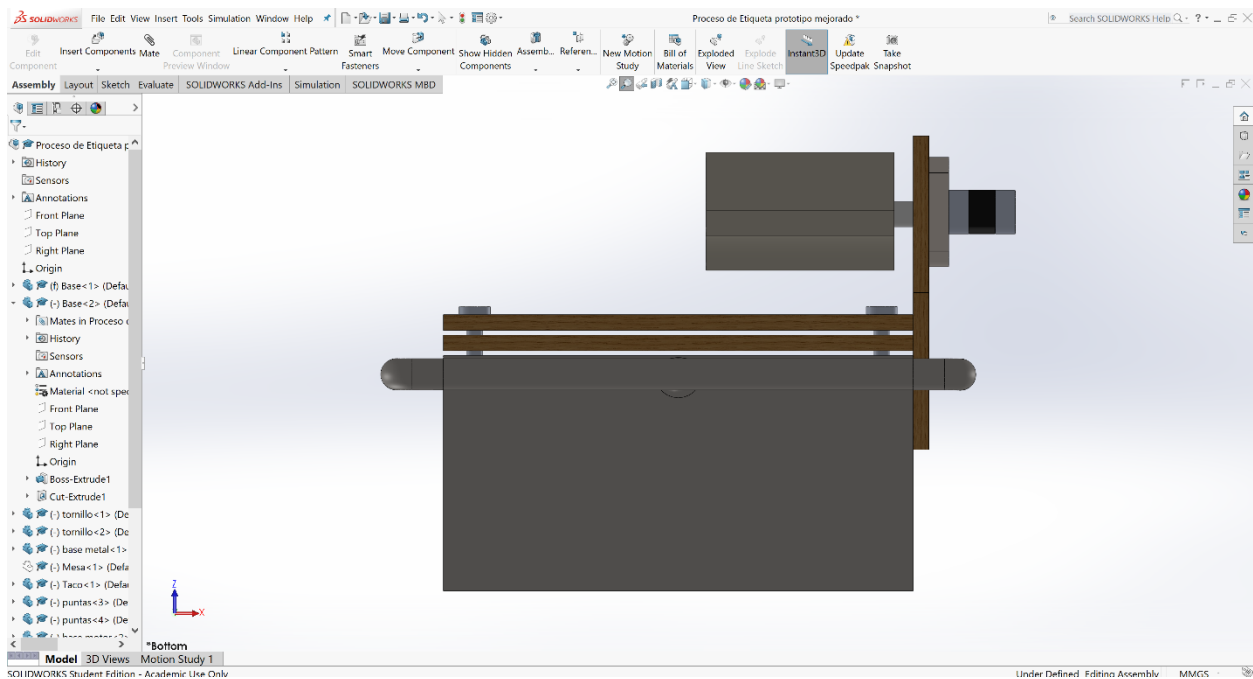 SOLIDWORKS File Edit View Insert Tools Simulation Window Help Proceso de Etiqueta prototipo mejorado * Search SOLIDWORKS Help
Edit Component
Insert Components
Mate
Component Preview Window
Linear Component Pattern
Smart Fasteners
Move Component
Show Hidden Components
Assemb...
Referen...
New Motion Study
Bill of Materials
Exploded View
Explode Line Sketch
Instant3D
Update Speedpak
Take Snapshot
Assembly Layout Sketch Evaluate SOLIDWORKS Add-Ins Simulation SOLIDWORKS MBD
Proceso de Etiqueta p
History
Sensors
Annotations
Front Plane
Top Plane
Right Plane
Origin
(f) Base<1> (Defau
(-) Base<2> (Defau
Mates in Proceso
History
Sensors
Annotations
Material <not spec
Front Plane
Top Plane
Right Plane
Origin
Boss-Extrude1
Cut-Extrude1
(-) tornillo<1> (De
(-) tornillo<2> (De
(-) base metal<1>
(-) Mesa<1> (Defa
(-) Taco<1> (Defau
(-) puntas<3> (De
(-) puntas<4> (De
Z
X
*Bottom
Model 3D Views Motion Study 1
SOLIDWORKS Student Edition - Academic Use Only Under Defined Editing Assembly MMGS